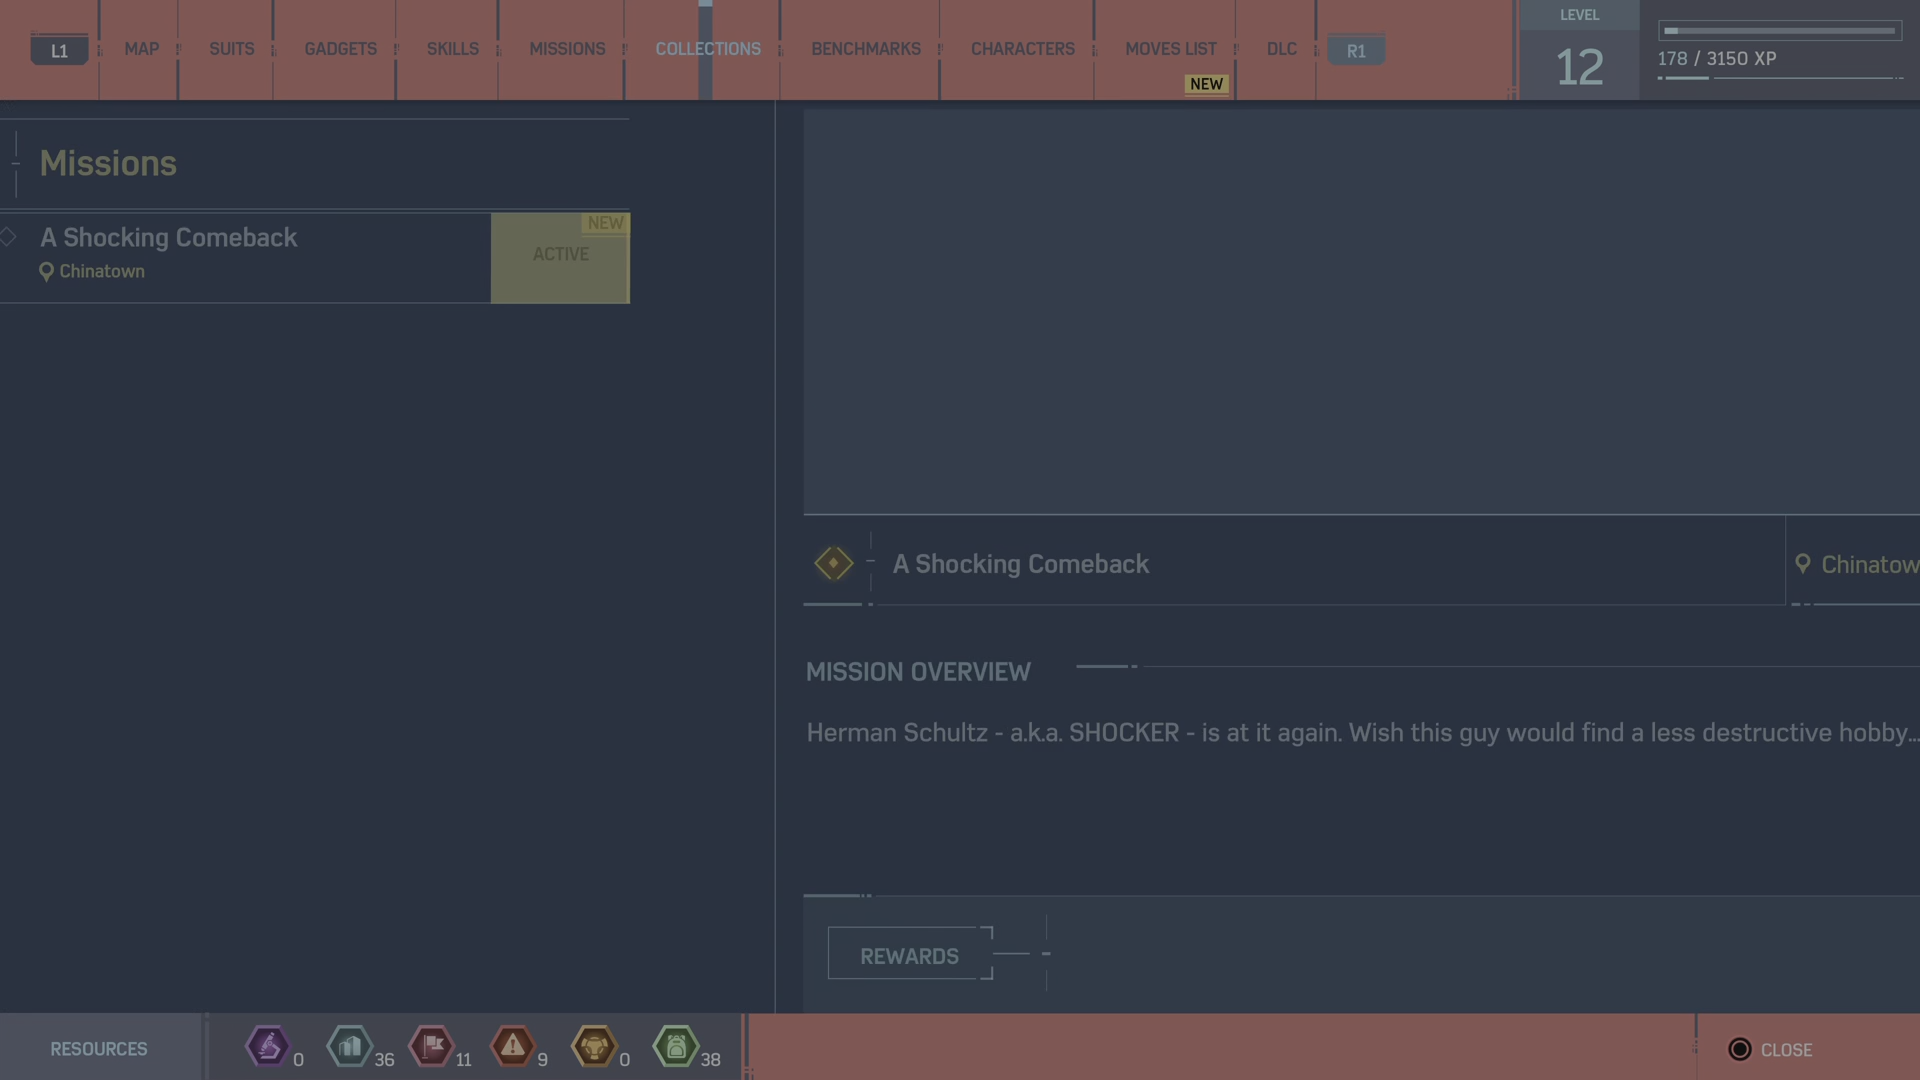 L1 MAP SUITS GADGETS SKILLS MISSIONS COLLECTIONS BENCHMARKS CHARACTERS MOVES LIST DLC R1
NEW
LEVEL
12
178 / 3150 XP
Missions
A Shocking Comeback
Chinatown
NEW
ACTIVE
A Shocking Comeback
Chinatow
MISSION OVERVIEW
Herman Schultz - a.k.a. SHOCKER - is at it again. Wish this guy would find a less destructive hobby...
REWARDS
RESOURCES 0 36 11 9 0 38
CLOSE